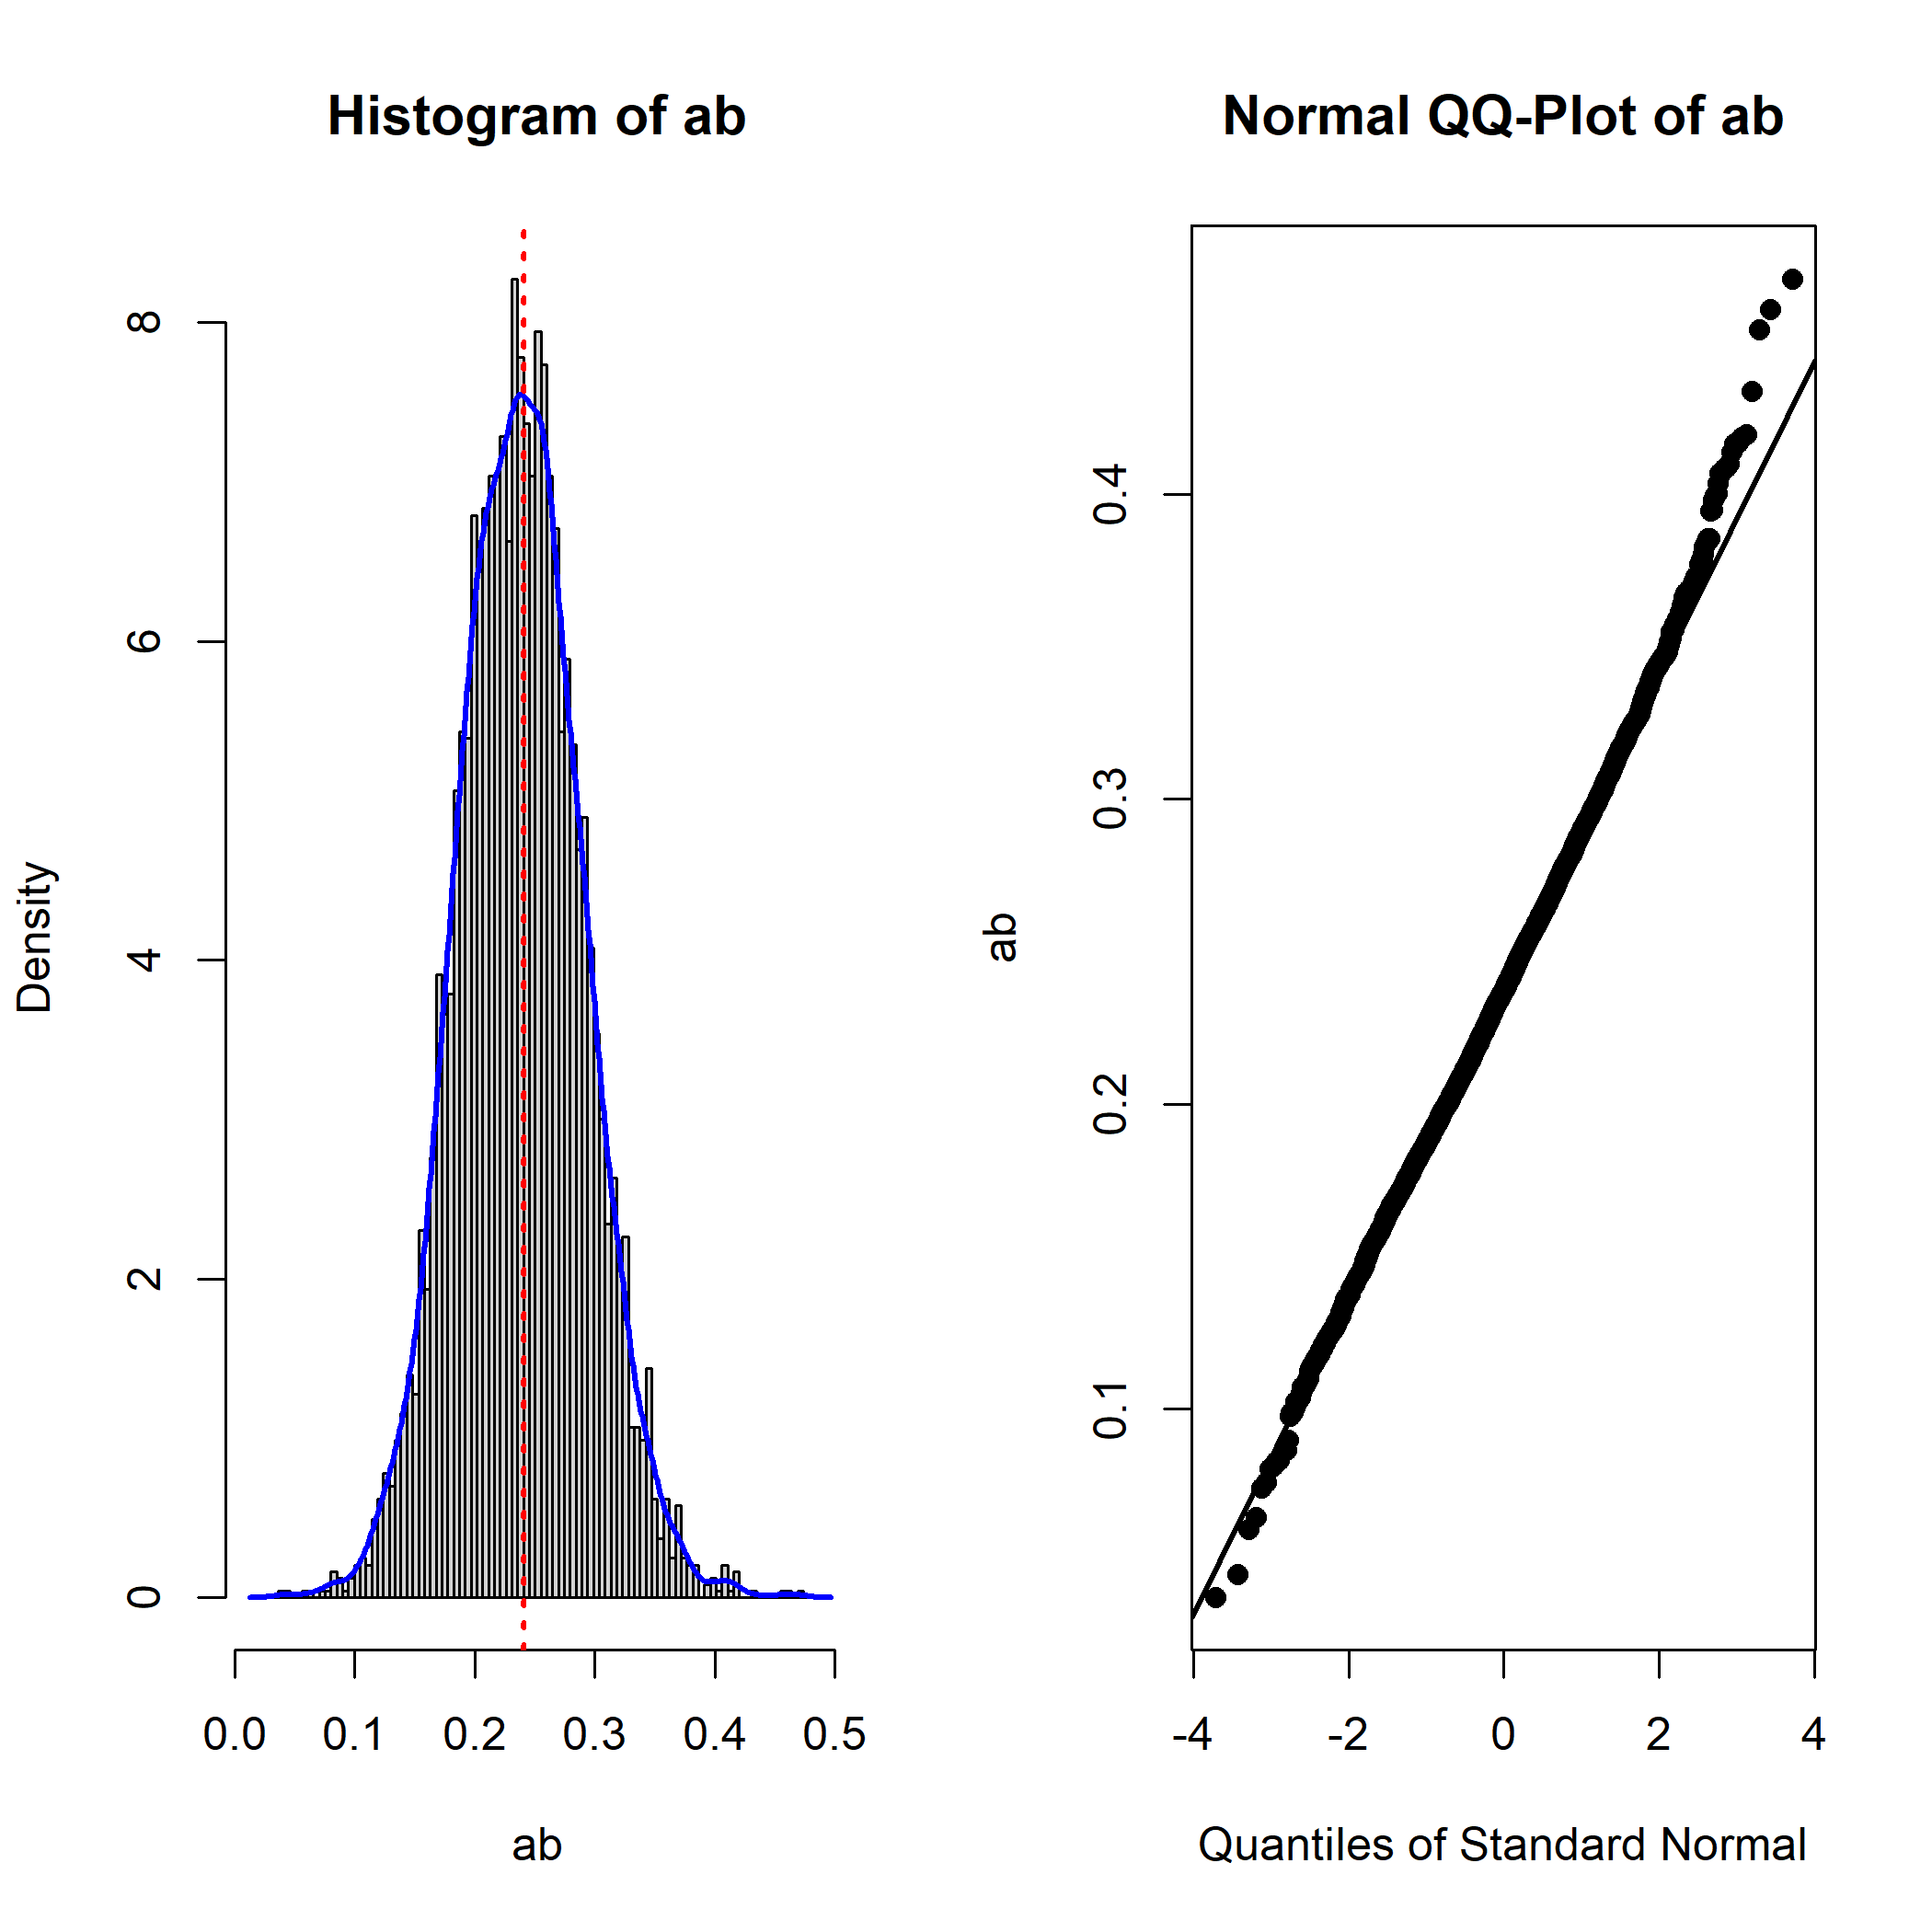 Histogram of ab
Density
8
6
4
2
0
0.0 0.1 0.2 0.3 0.4 0.5
ab
Normal QQ-Plot of ab
ab
0.4
0.3
0.2
0.1
-4 -2 0 2 4
Quantiles of Standard Normal